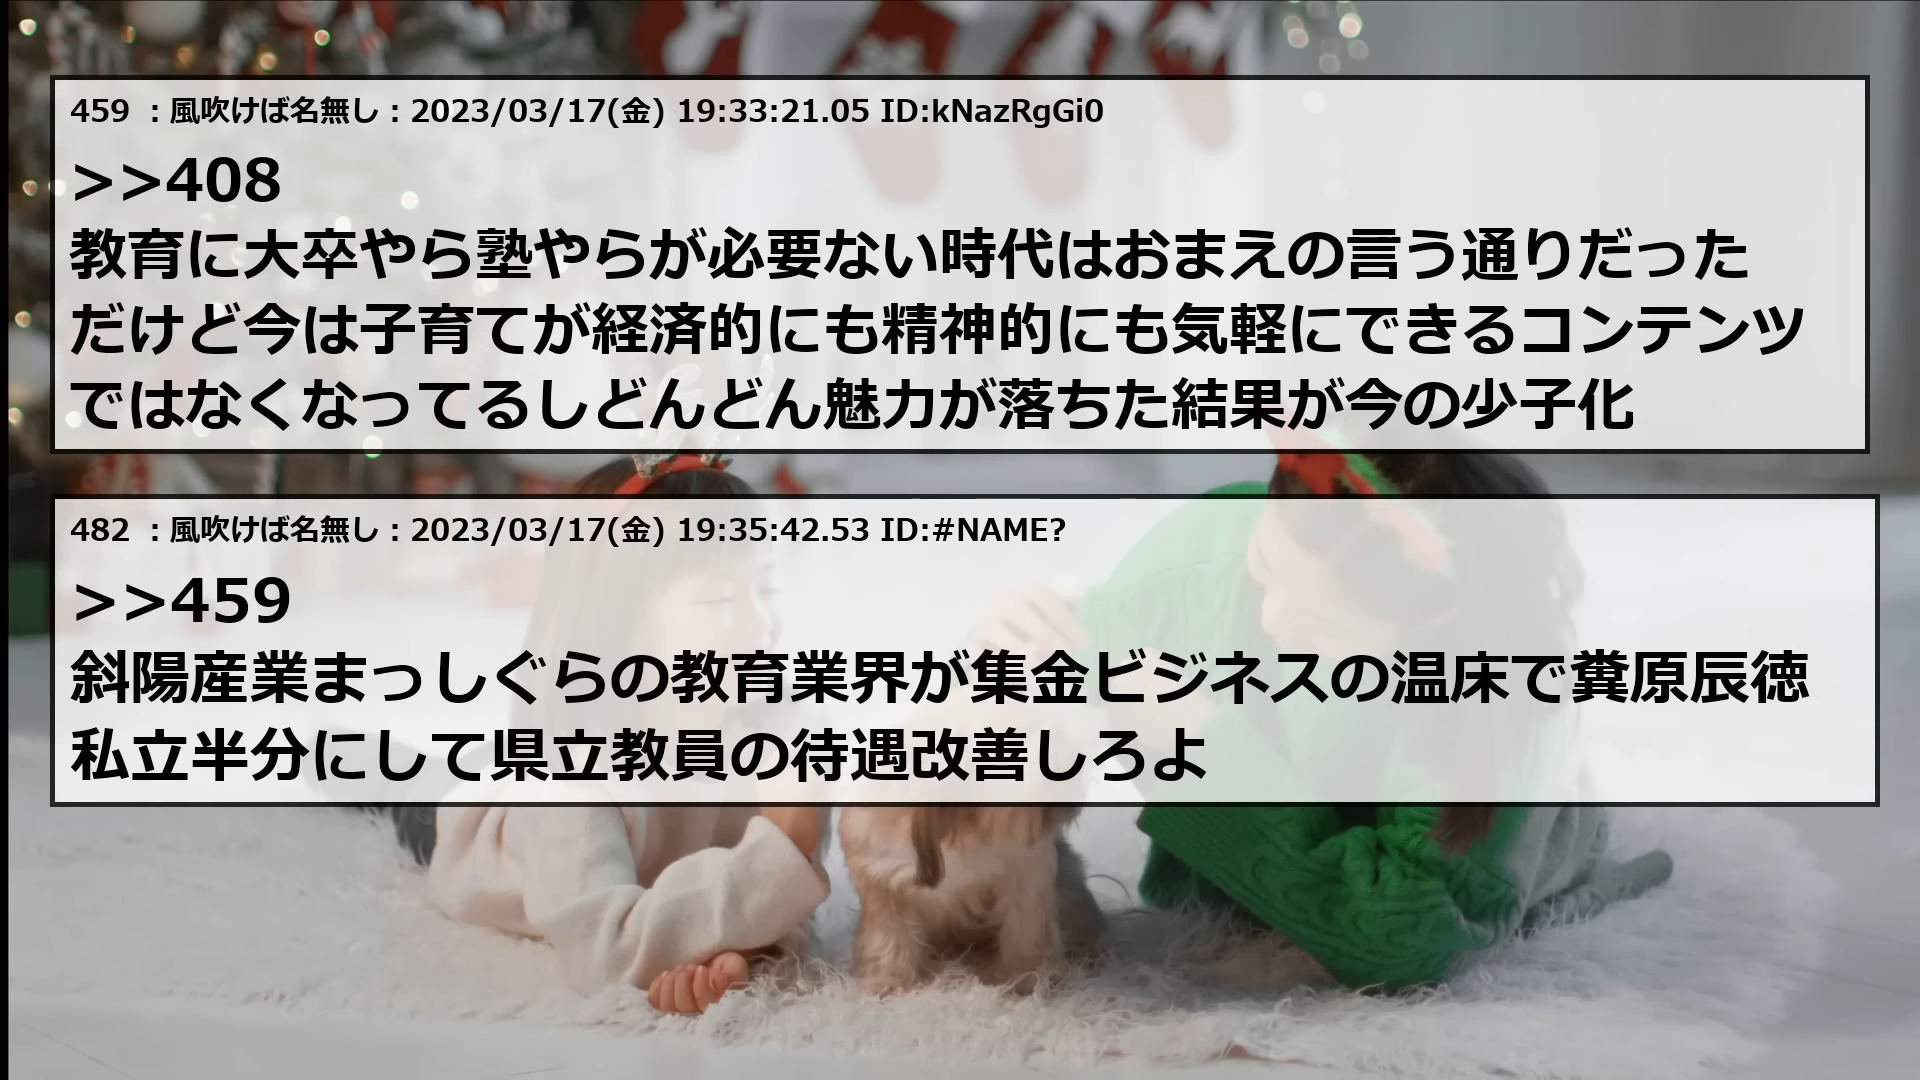 459 ：風吹けば名無し：2023/03/17(金) 19:33:21.05 ID:kNazRgGi0
>>408
教育に大卒やら塾やらが必要ない時代はおまえの言う通りだった
だけど今は子育てが経済的にも精神的にも気軽にできるコンテンツ
ではなくなってるしどんどん魅力が落ちた結果が今の少子化
482 ：風吹けば名無し：2023/03/17(金) 19:35:42.53 ID:#NAME?
>>459
斜陽産業まっしぐらの教育業界が集金ビジネスの温床で糞原辰徳
私立半分にして県立教員の待遇改善しろよ